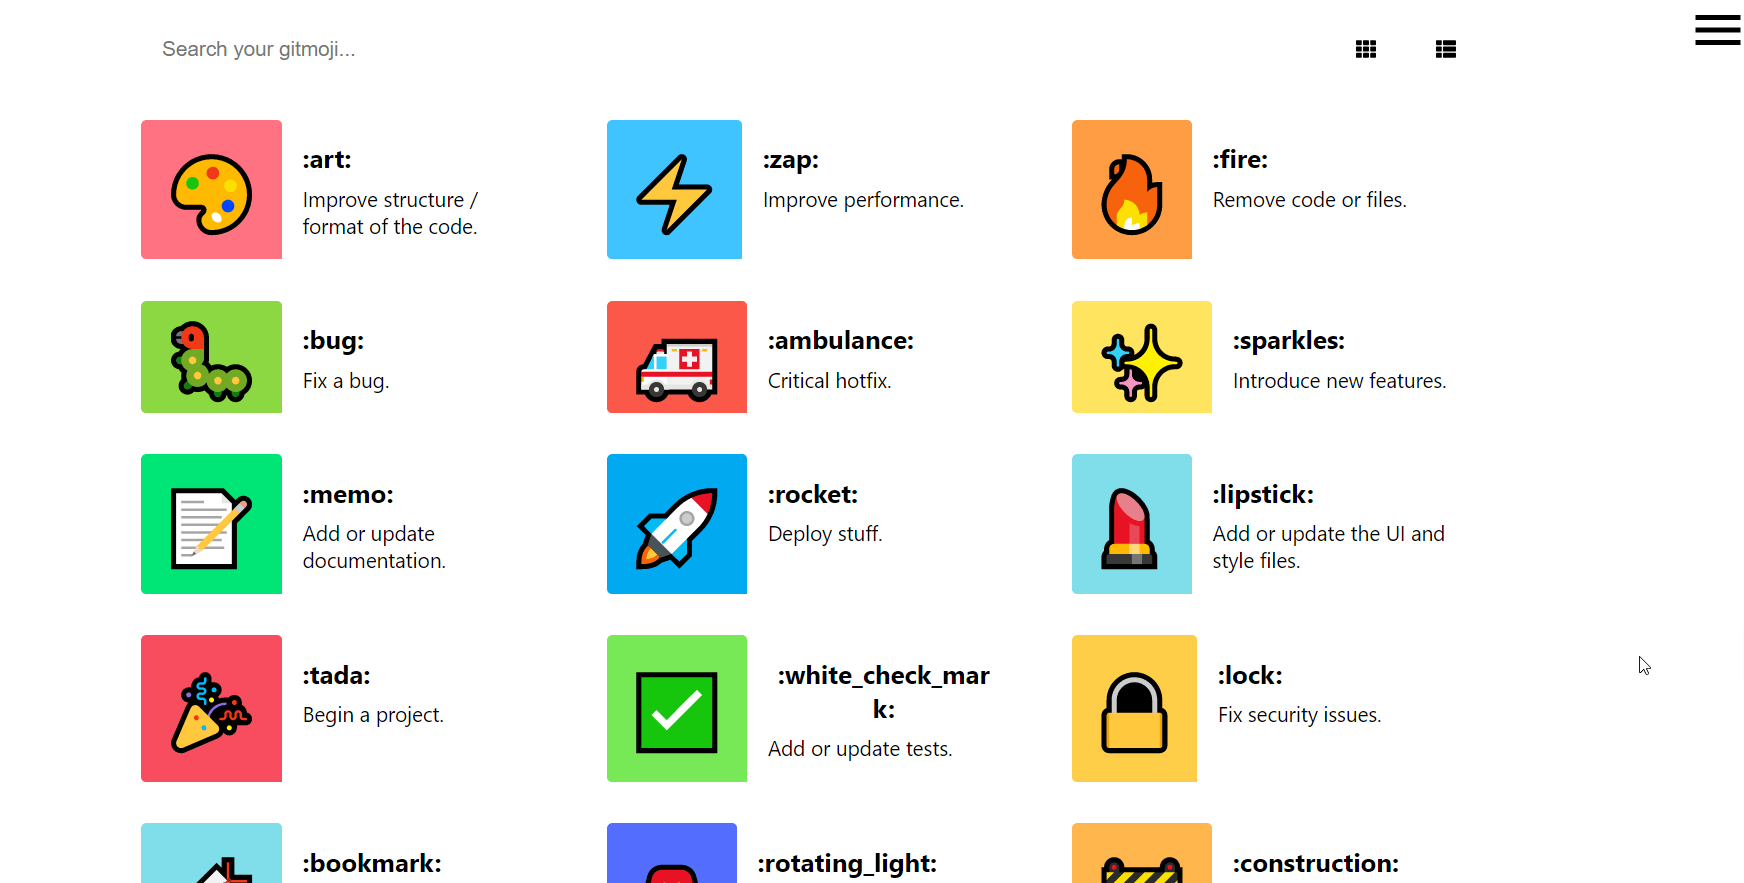 Search your gitmoji...
:art:
Improve structure /
format of the code.
:zap:
Improve performance.
:fire:
Remove code or files.
:bug:
Fix a bug.
:ambulance:
Critical hotfix.
:sparkles:
Introduce new features.
:memo:
Add or update
documentation.
:rocket:
Deploy stuff.
:lipstick:
Add or update the UI and
style files.
:tada:
Begin a project.
:white_check_mar
k:
Add or update tests.
:lock:
Fix security issues.
:bookmark:
:rotating_light:
:construction: